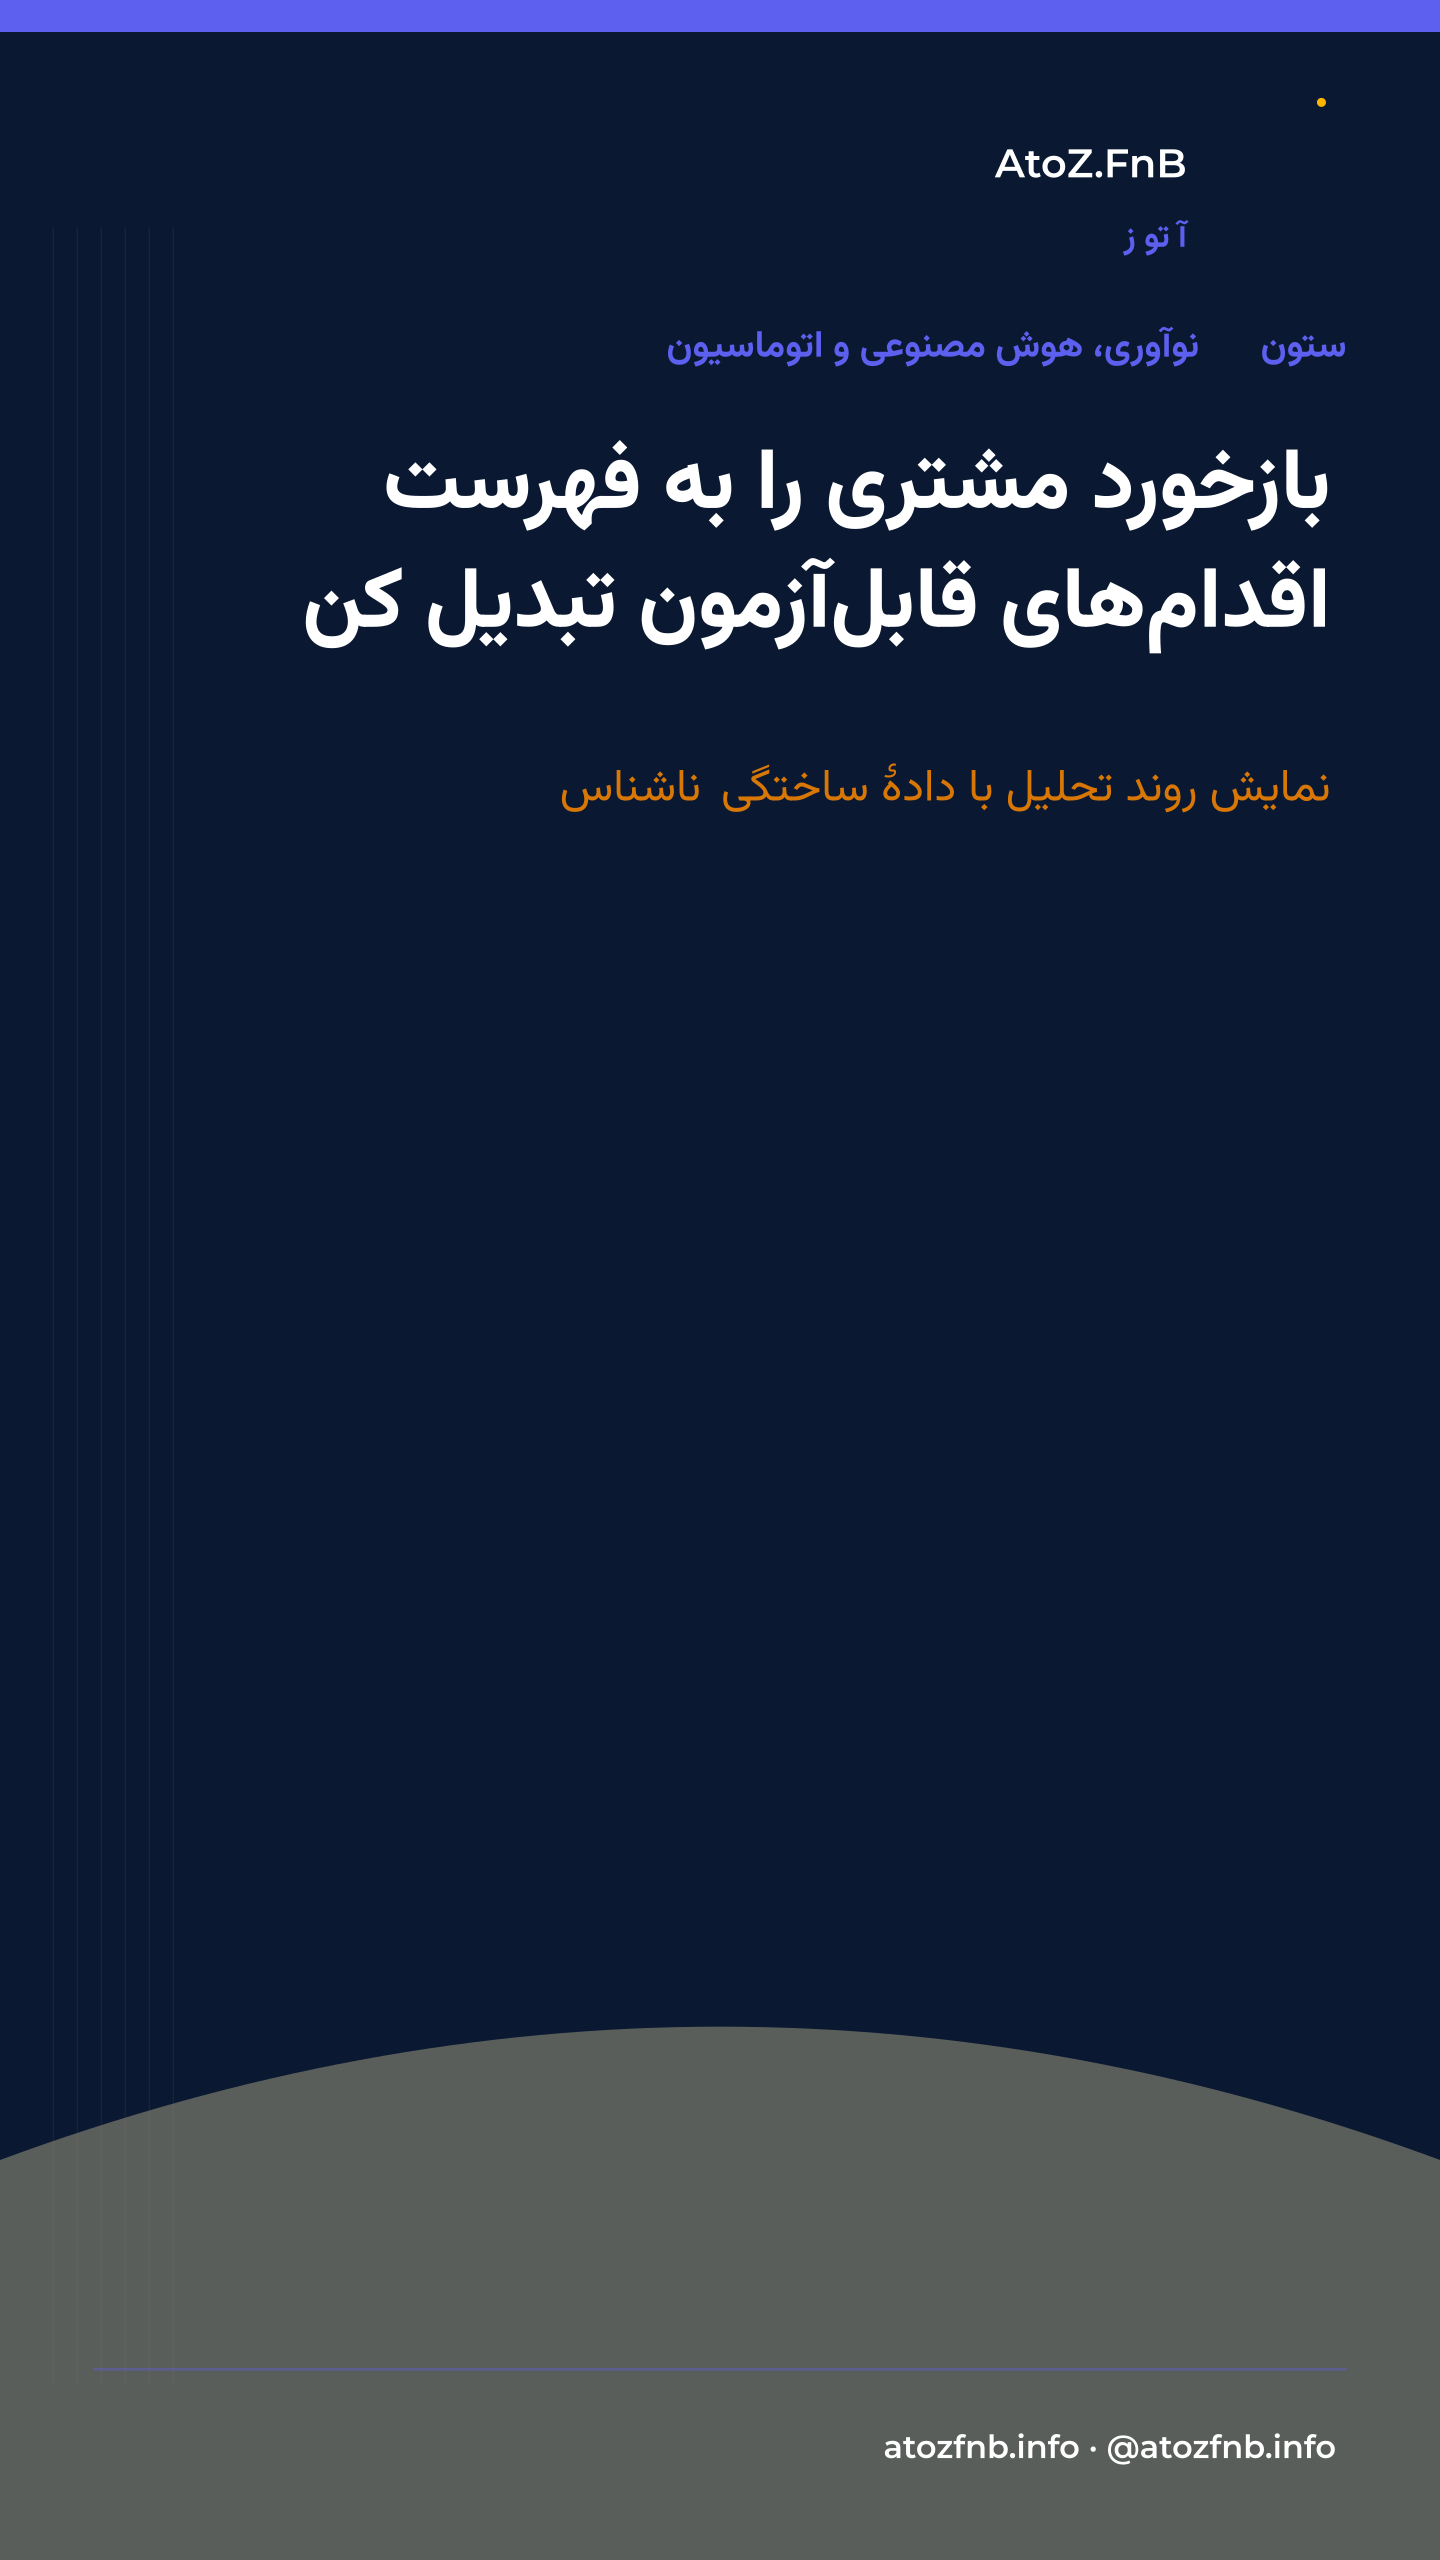 AtoZ.FnB
آ تو ز
ستون نوآوری، هوش مصنوعی و اتوماسیون
بازخورد مشتری را به فهرست
اقدام‌های قابل‌آزمون تبدیل کن
نمایش روند تحلیل با دادهٔ ساختگی ناشناس
atozfnb.info · @atozfnb.info